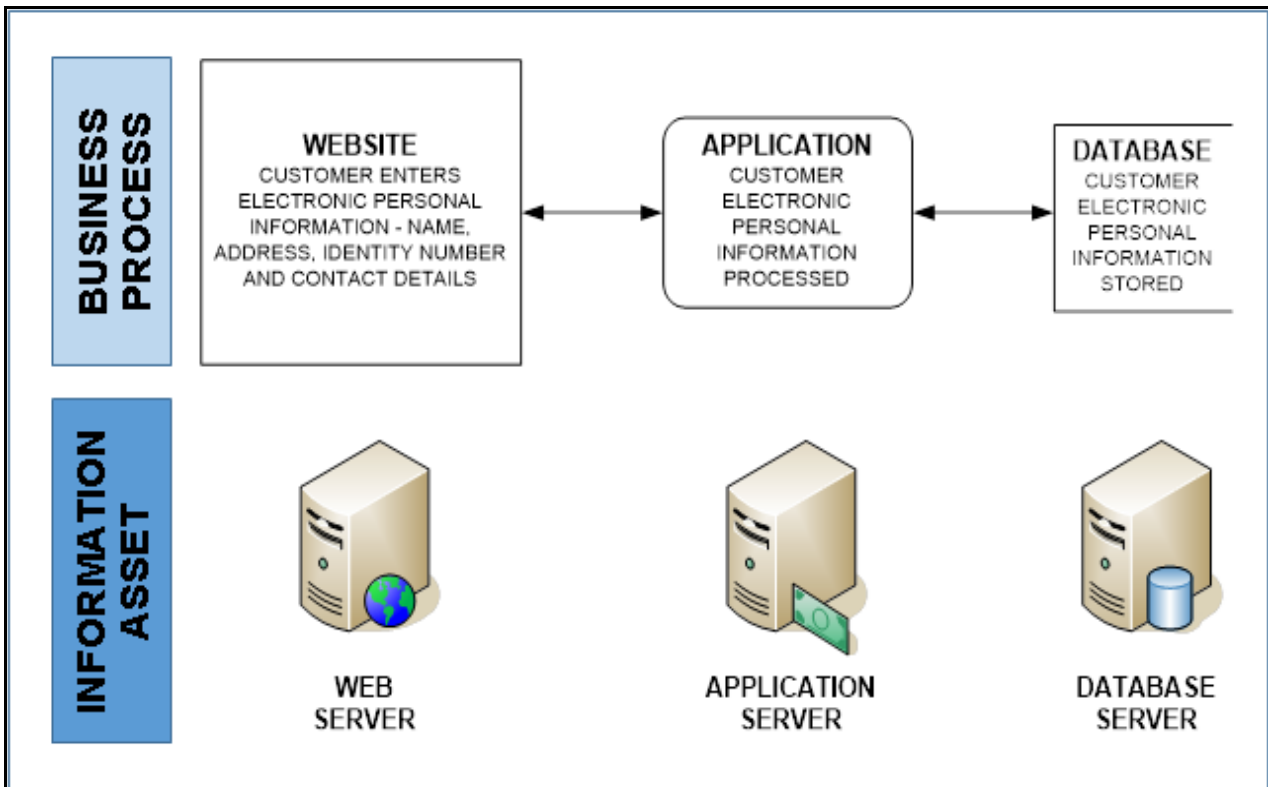 BUSINESS
PROCESS
WEBSITE
CUSTOMER ENTERS
ELECTRONIC PERSONAL
INFORMATION - NAME,
ADDRESS, IDENTITY NUMBER
AND CONTACT DETAILS
APPLICATION
CUSTOMER
ELECTRONIC
PERSONAL
INFORMATION
PROCESSED
DATABASE
CUSTOMER
ELECTRONIC
PERSONAL
INFORMATION
STORED
INFORMATION
ASSET
WEB
SERVER
APPLICATION
SERVER
DATABASE
SERVER